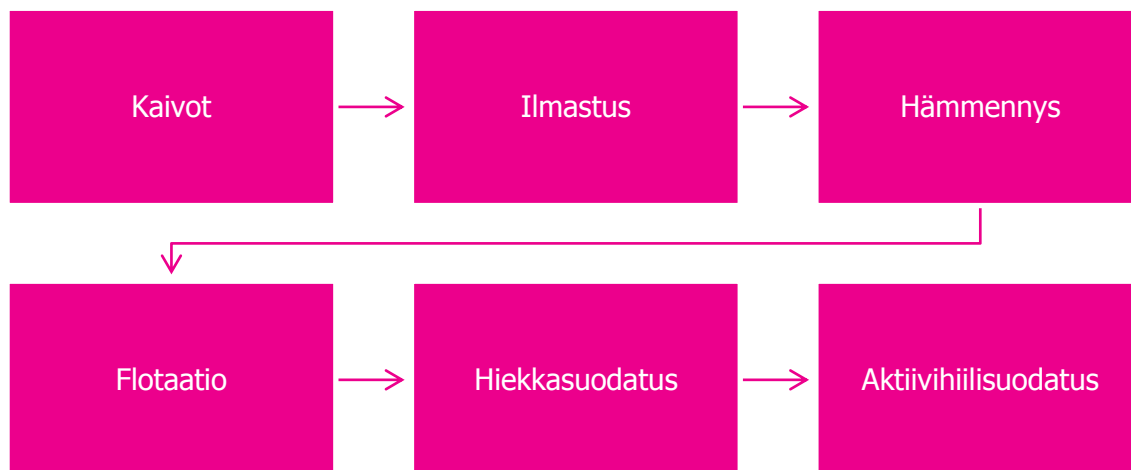 Kaivot
Ilmastus
Hämmennys
Flotaatio
Hiekkasuodatus
Aktiivihiilisuodatus